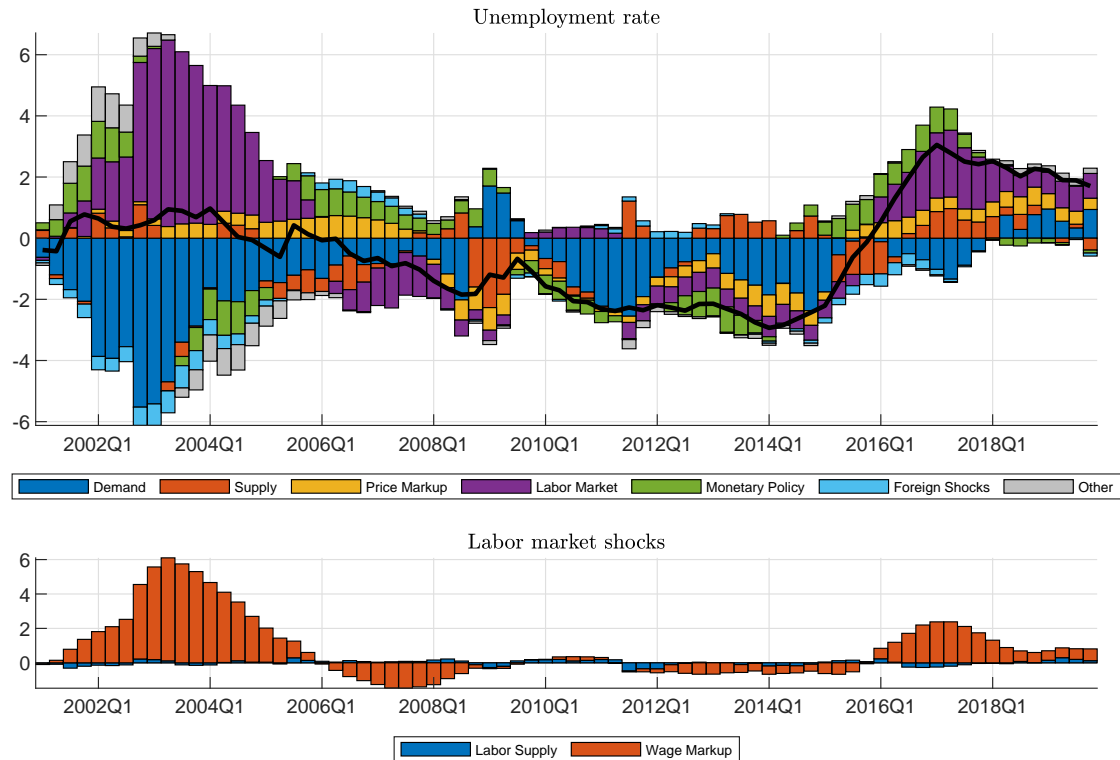 Unemployment rate
6
4
2
0
-2
-4
-6
2002Q1 2004Q1 2006Q1 2008Q1 2010Q1 2012Q1 2014Q1 2016Q1 2018Q1
Demand Supply Price Markup Labor Market Monetary Policy Foreign Shocks Other
Labor market shocks
6
4
2
0
2002Q1 2004Q1 2006Q1 2008Q1 2010Q1 2012Q1 2014Q1 2016Q1 2018Q1
Labor Supply Wage Markup